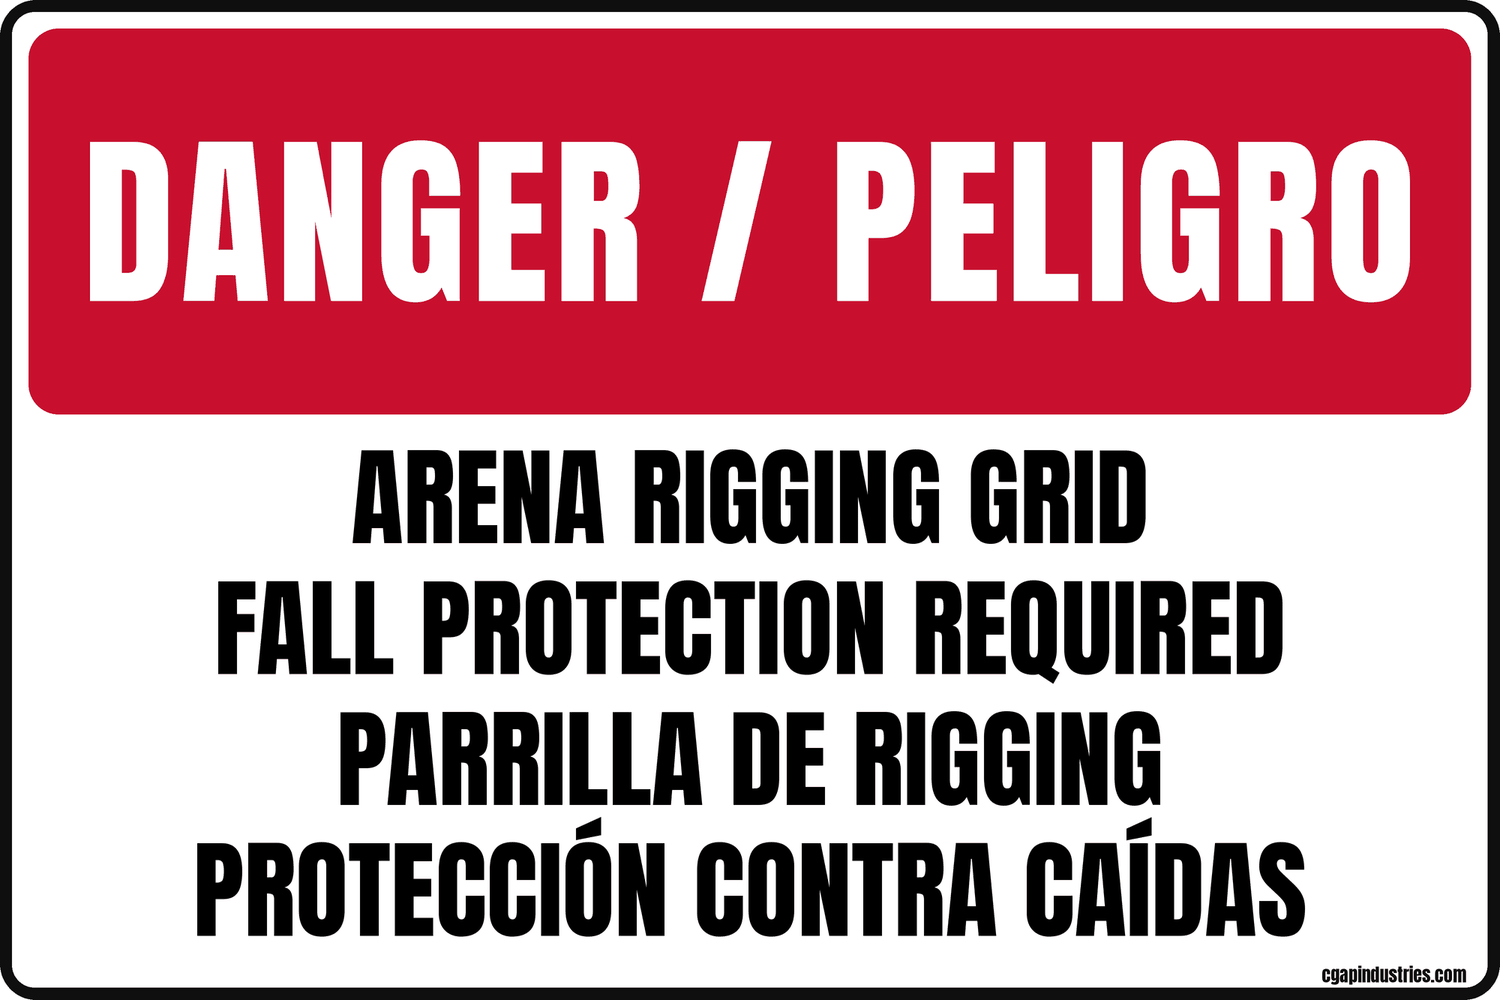 DANGER / PELIGRO
ARENA RIGGING GRID
FALL PROTECTION REQUIRED
PARRILLA DE RIGGING
PROTECCIÓN CONTRA CAÍDAS
cgapindustries.com